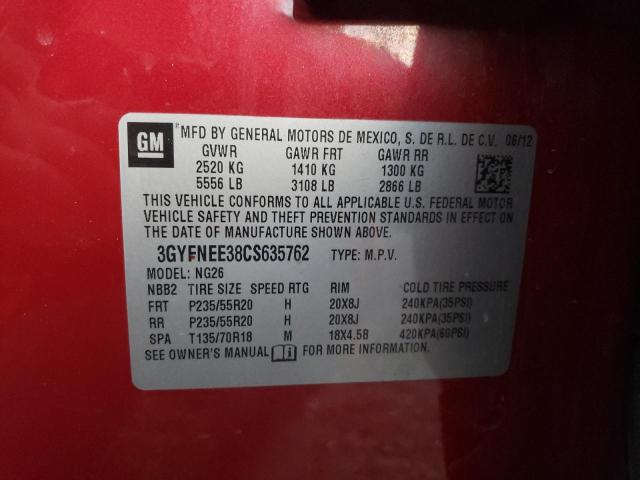 GM
MFD BY GENERAL MOTORS DE MEXICO, S. DE R.L. DE C.V. 06/12
GVWR GAWR FRT GAWR RR
2520 KG 1410 KG 1300 KG
5556 LB 3108 LB 2866 LB
THIS VEHICLE CONFORMS TO ALL APPLICABLE U.S. FEDERAL MOTOR
VEHICLE SAFETY AND THEFT PREVENTION STANDARDS IN EFFECT ON
THE DATE OF MANUFACTURE SHOWN ABOVE.
3GYFNEE38CS635762 TYPE: M.P.V.
MODEL: NG26
NBB2 TIRE SIZE SPEED RTG RIM COLD TIRE PRESSURE
FRT P235/55R20 H 20X8J 240KPA(35PSI)
RR P235/55R20 H 20X8J 240KPA(35PSI)
SPA T135/70R18 M 18X4.5B 420KPA(60PSI)
SEE OWNER'S MANUAL FOR MORE INFORMATION.